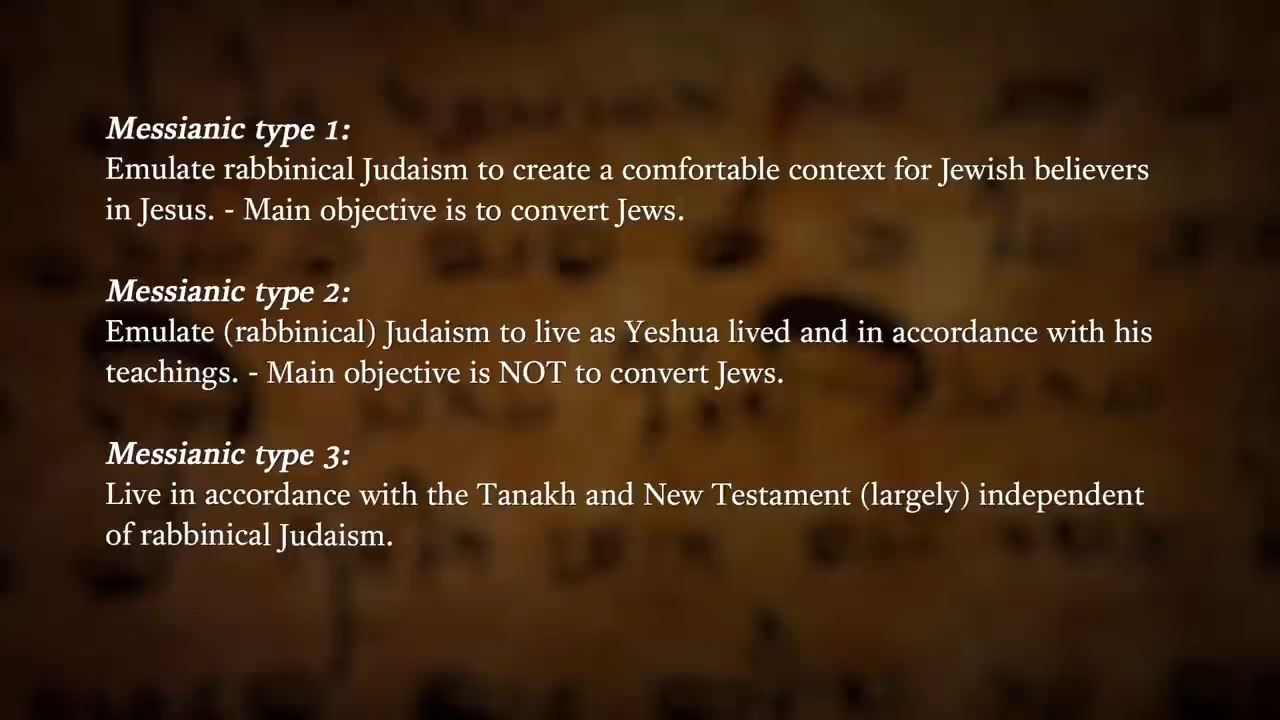 Messianic type 1:
Emulate rabbinical Judaism to create a comfortable context for Jewish believers
in Jesus. - Main objective is to convert Jews.
Messianic type 2:
Emulate (rabbinical) Judaism to live as Yeshua lived and in accordance with his
teachings. - Main objective is NOT to convert Jews.
Messianic type 3:
Live in accordance with the Tanakh and New Testament (largely) independent
of rabbinical Judaism.